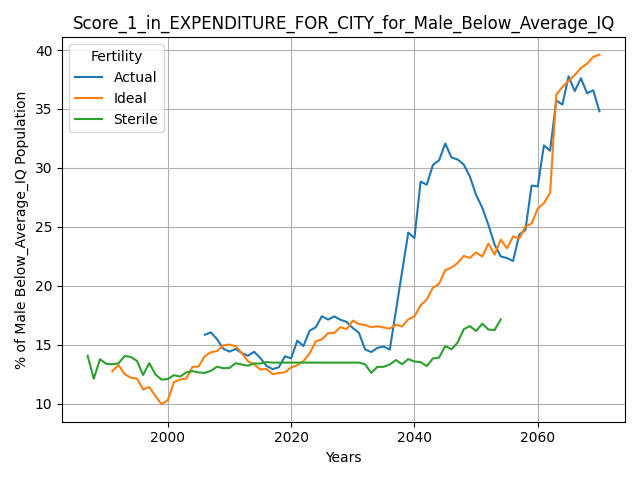 Score_1_in_EXPENDITURE_FOR_CITY_for_Male_Below_Average_IQ
% of Male Below_Average_IQ Population
40
35
30
25
20
15
10
Fertility
Actual
Ideal
Sterile
2000
2020
2040
2060
Years